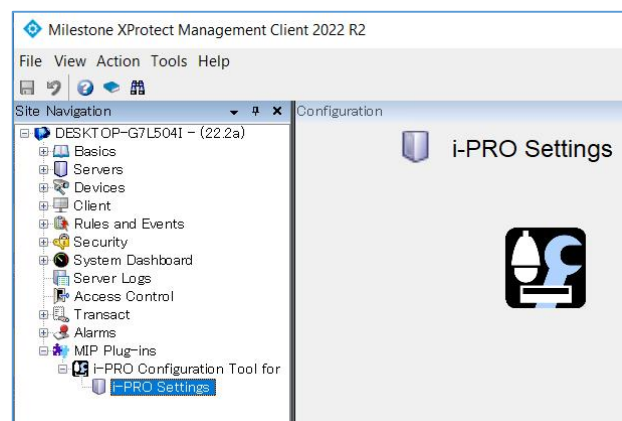 Milestone XProtect Management Client 2022 R2
File View Action Tools Help
Site Navigation
Configuration
DESKTOP-G7L504I - (22.2a)
Basics
Servers
Devices
Client
Rules and Events
Security
System Dashboard
Server Logs
Access Control
Transact
Alarms
MIP Plug-ins
i-PRO Configuration Tool for
i-PRO Settings
i-PRO Settings